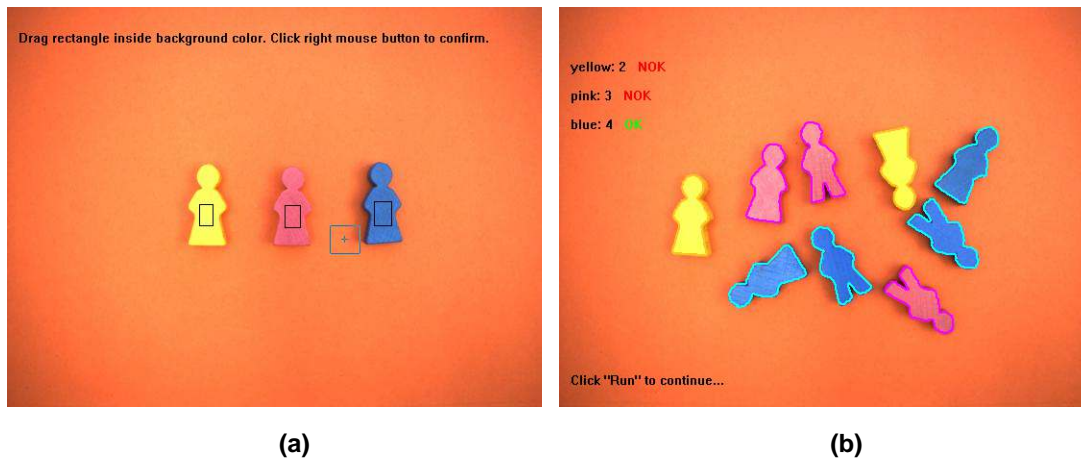 Drag rectangle inside background color. Click right mouse button to confirm.
yellow: 2 NOK
pink: 3 NOK
blue: 4 OK
Click "Run" to continue...
(a)
(b)